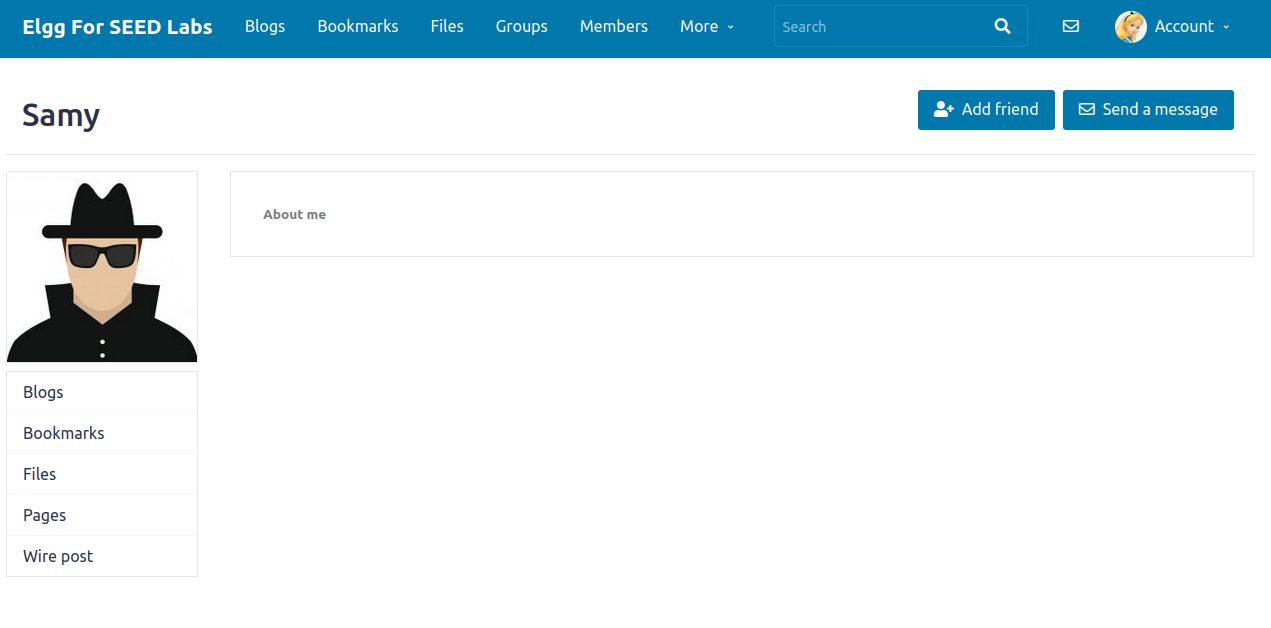 Elgg For SEED Labs Blogs Bookmarks Files Groups Members More Search Account
Samy Add friend Send a message
About me
Blogs
Bookmarks
Files
Pages
Wire post